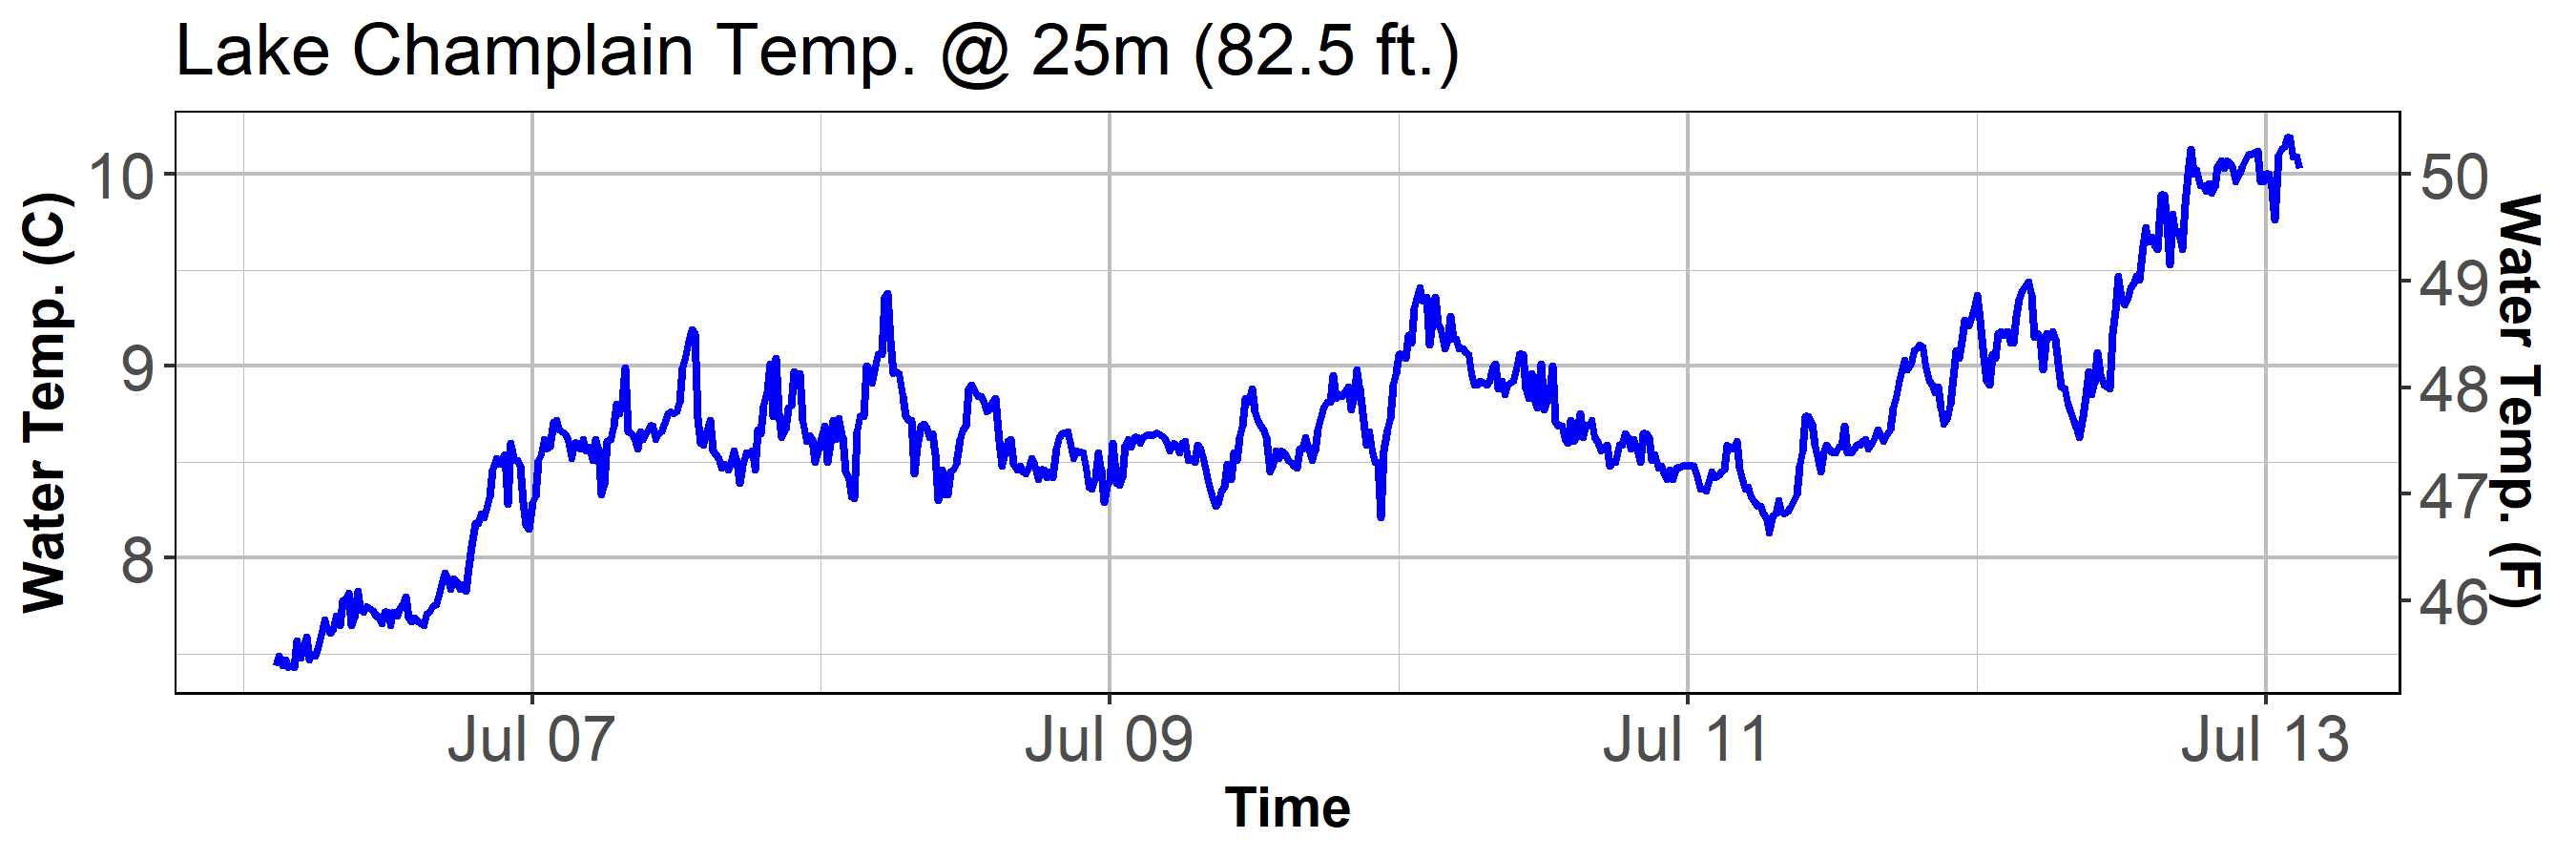 Lake Champlain Temp. @ 25m (82.5 ft.)
Water Temp. (C)
10
9
8
50
49
48
47
46
Water Temp. (F)
Jul 07
Jul 09
Jul 11
Jul 13
Time